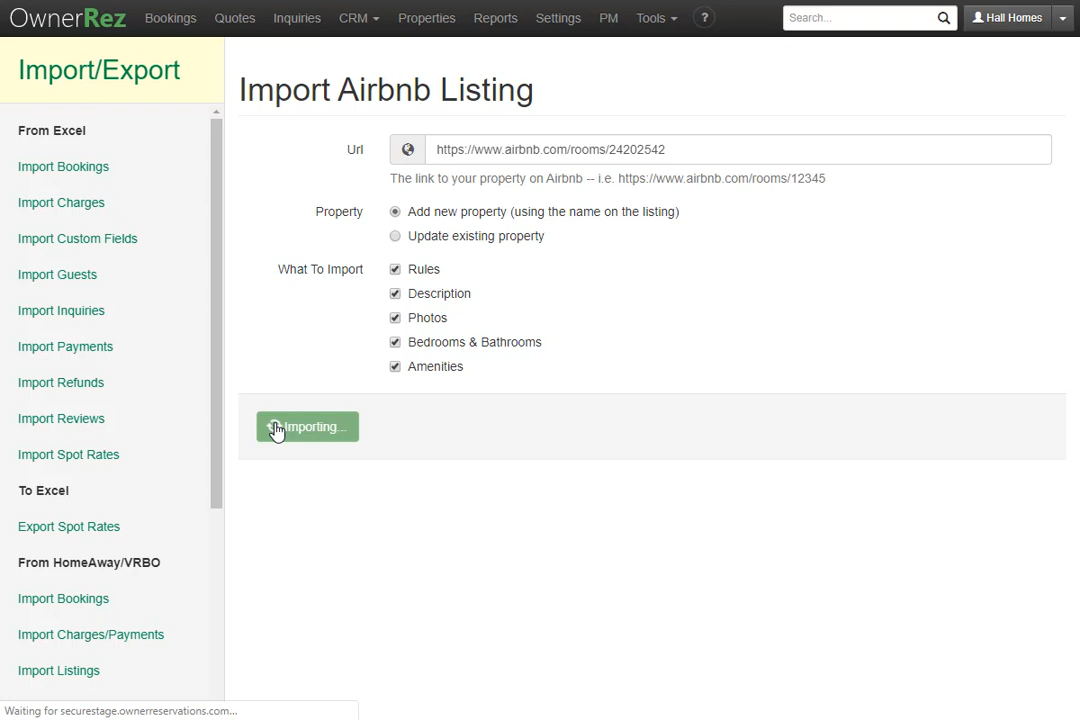 OwnerRez Bookings Quotes Inquiries CRM Properties Reports Settings PM Tools ? Search... Hall Homes
Import/Export
From Excel
Import Bookings
Import Charges
Import Custom Fields
Import Guests
Import Inquiries
Import Payments
Import Refunds
Import Reviews
Import Spot Rates
To Excel
Export Spot Rates
From HomeAway/VRBO
Import Bookings
Import Charges/Payments
Import Listings
Import Airbnb Listing
Url https://www.airbnb.com/rooms/24202542
The link to your property on Airbnb -- i.e. https://www.airbnb.com/rooms/12345
Property Add new property (using the name on the listing)
Update existing property
What To Import Rules
Description
Photos
Bedrooms & Bathrooms
Amenities
Importing...
Waiting for securestage.ownerreservations.com...